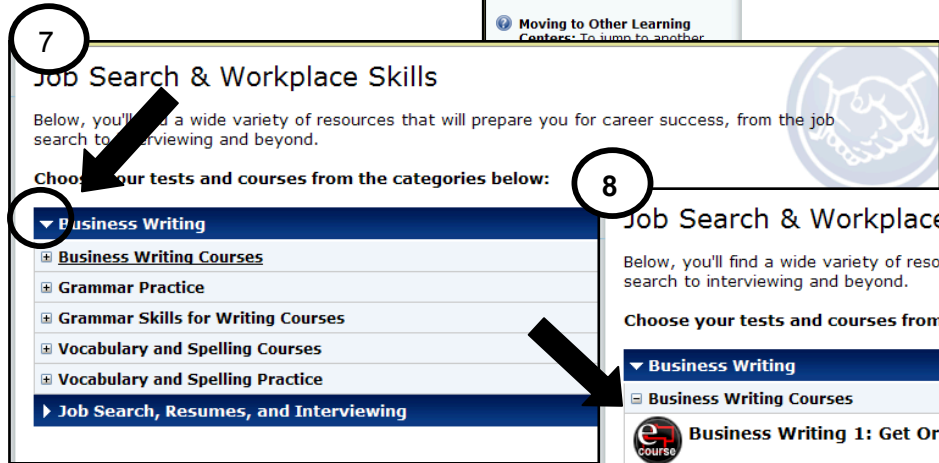 Moving to Other Learning
Centers: To jump to another
7
Job Search & Workplace Skills
Below, you'll a wide variety of resources that will prepare you for career success, from the job
search to interviewing and beyond.
Choose your tests and courses from the categories below:
Business Writing
Business Writing Courses
Grammar Practice
Grammar Skills for Writing Courses
Vocabulary and Spelling Courses
Vocabulary and Spelling Practice
Job Search, Resumes, and Interviewing
8
Job Search & Workplace
Below, you'll find a wide variety of reso
search to interviewing and beyond.
Choose your tests and courses from
Business Writing
Business Writing Courses
e course
Business Writing 1: Get Or